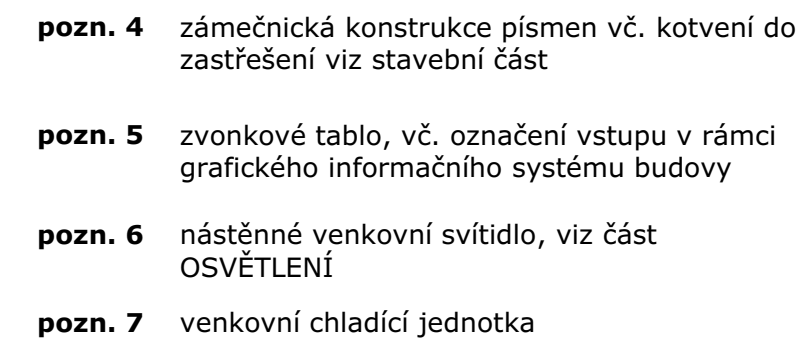 pozn. 4 zámečnická konstrukce písmen vč. kotvení do
zastřešení viz stavební část
pozn. 5 zvonkové tablo, vč. označení vstupu v rámci
grafického informačního systému budovy
pozn. 6 nástěnné venkovní svítidlo, viz část
OSVĚTLENÍ
pozn. 7 venkovní chladící jednotka